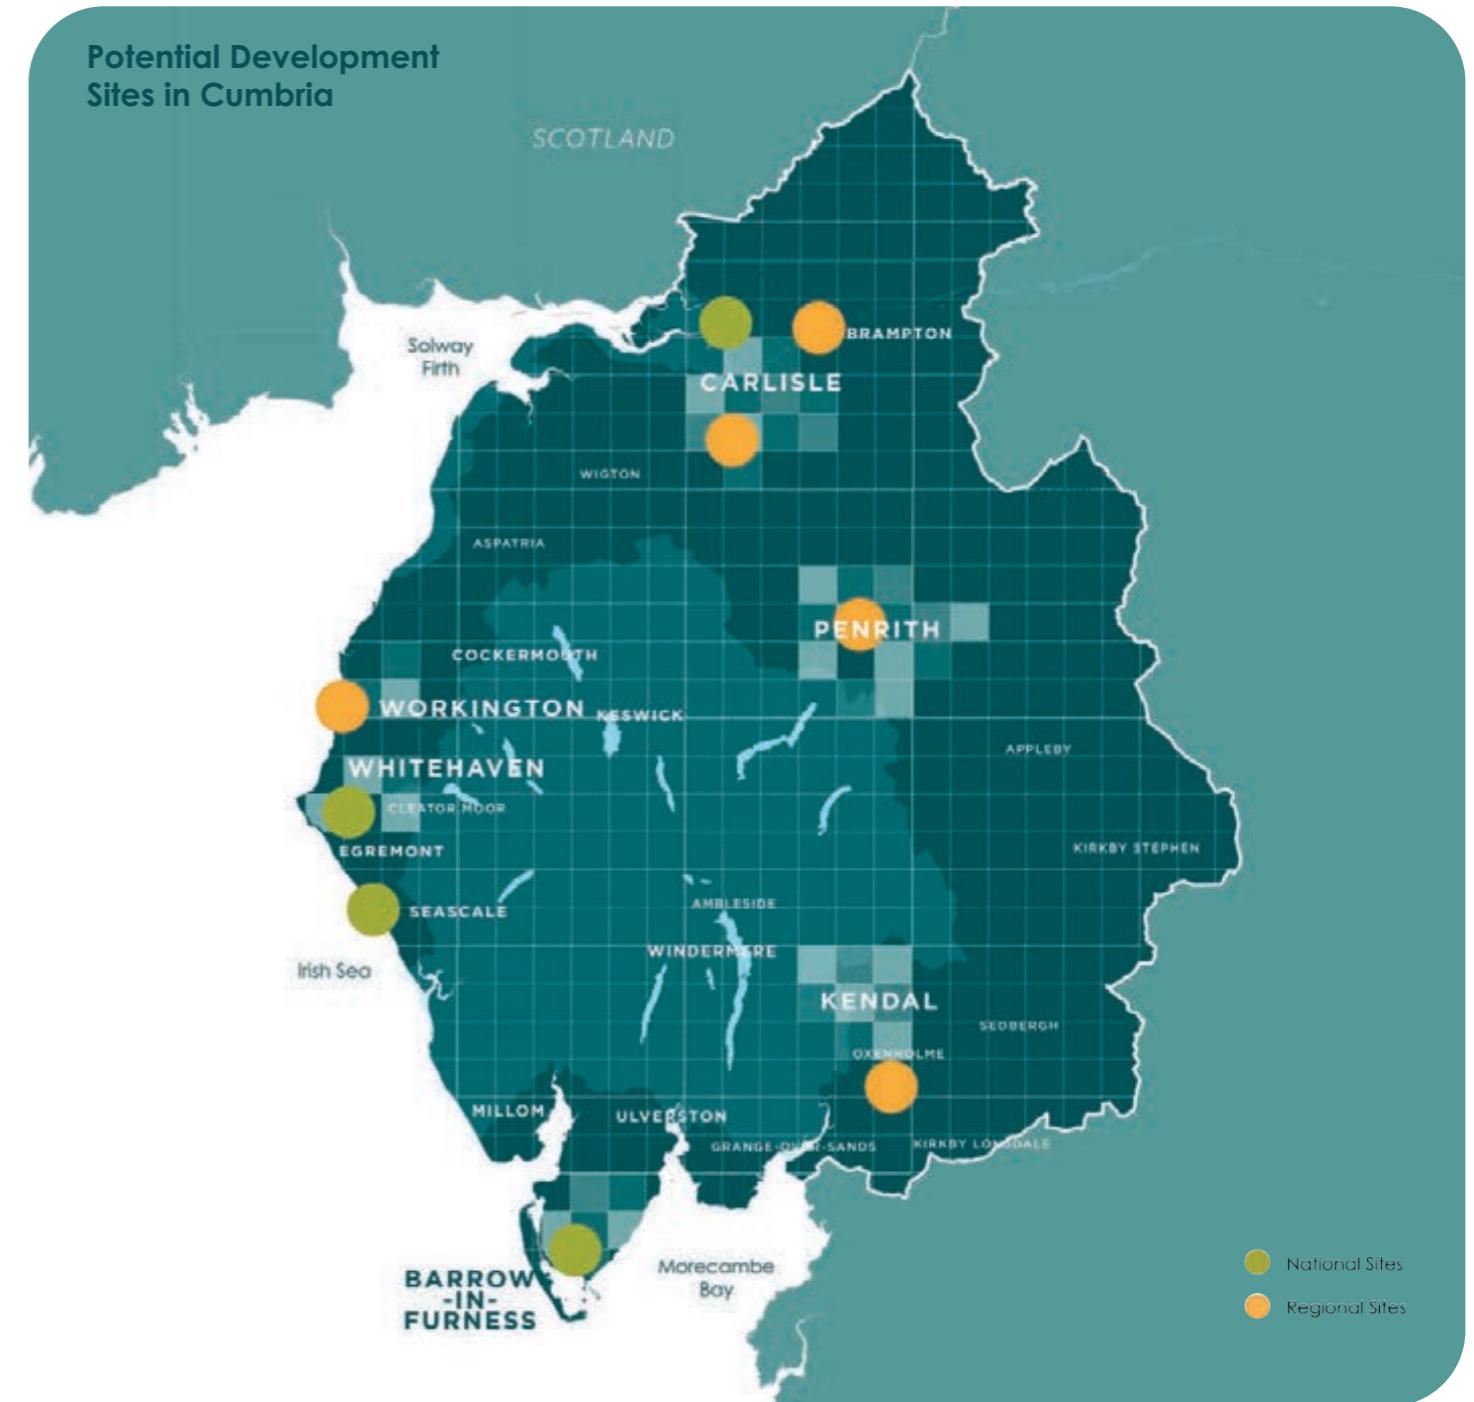 Potential Development
Sites in Cumbria
SCOTLAND
Solway
Firth
BRAMPTON
CARLISLE
WIGTON
ASPATRIA
PENRITH
COCKERMOUTH
WORKINGTON
KESWICK
APPLEBY
WHITEHAVEN
CLEATOR MOOR
EGREMONT
KIRKBY STEPHEN
SEASCALE
AMBLESIDE
WINDERMERE
Irish Sea
KENDAL
SEDBERGH
OXENHOLME
MILLOM
ULVERSTON
GRANGE-OVER-SANDS
KIRKBY LONSDALE
BARROW
-IN-
FURNESS
Morecambe
Bay
National Sites
Regional Sites